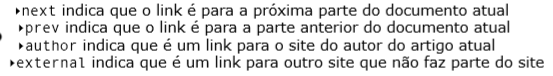 ‣next indica que o link é para a próxima parte do documento atual
‣prev indica que o link é para a parte anterior do documento atual
‣author indica que é um link para o site do autor do artigo atual
‣external indica que é um link para outro site que não faz parte do site